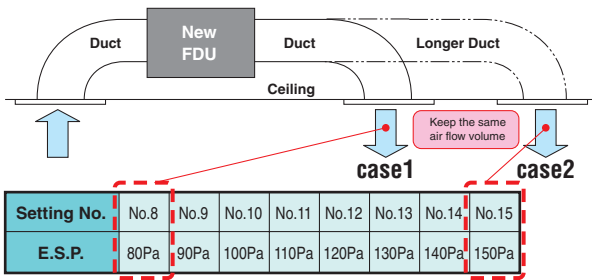 Duct
New
FDU
Duct
Longer Duct
Ceiling
Keep the same
air flow volume
case1
case2
Setting No. No.8 No.9 No.10 No.11 No.12 No.13 No.14 No.15
E.S.P. 80Pa 90Pa 100Pa 110Pa 120Pa 130Pa 140Pa 150Pa